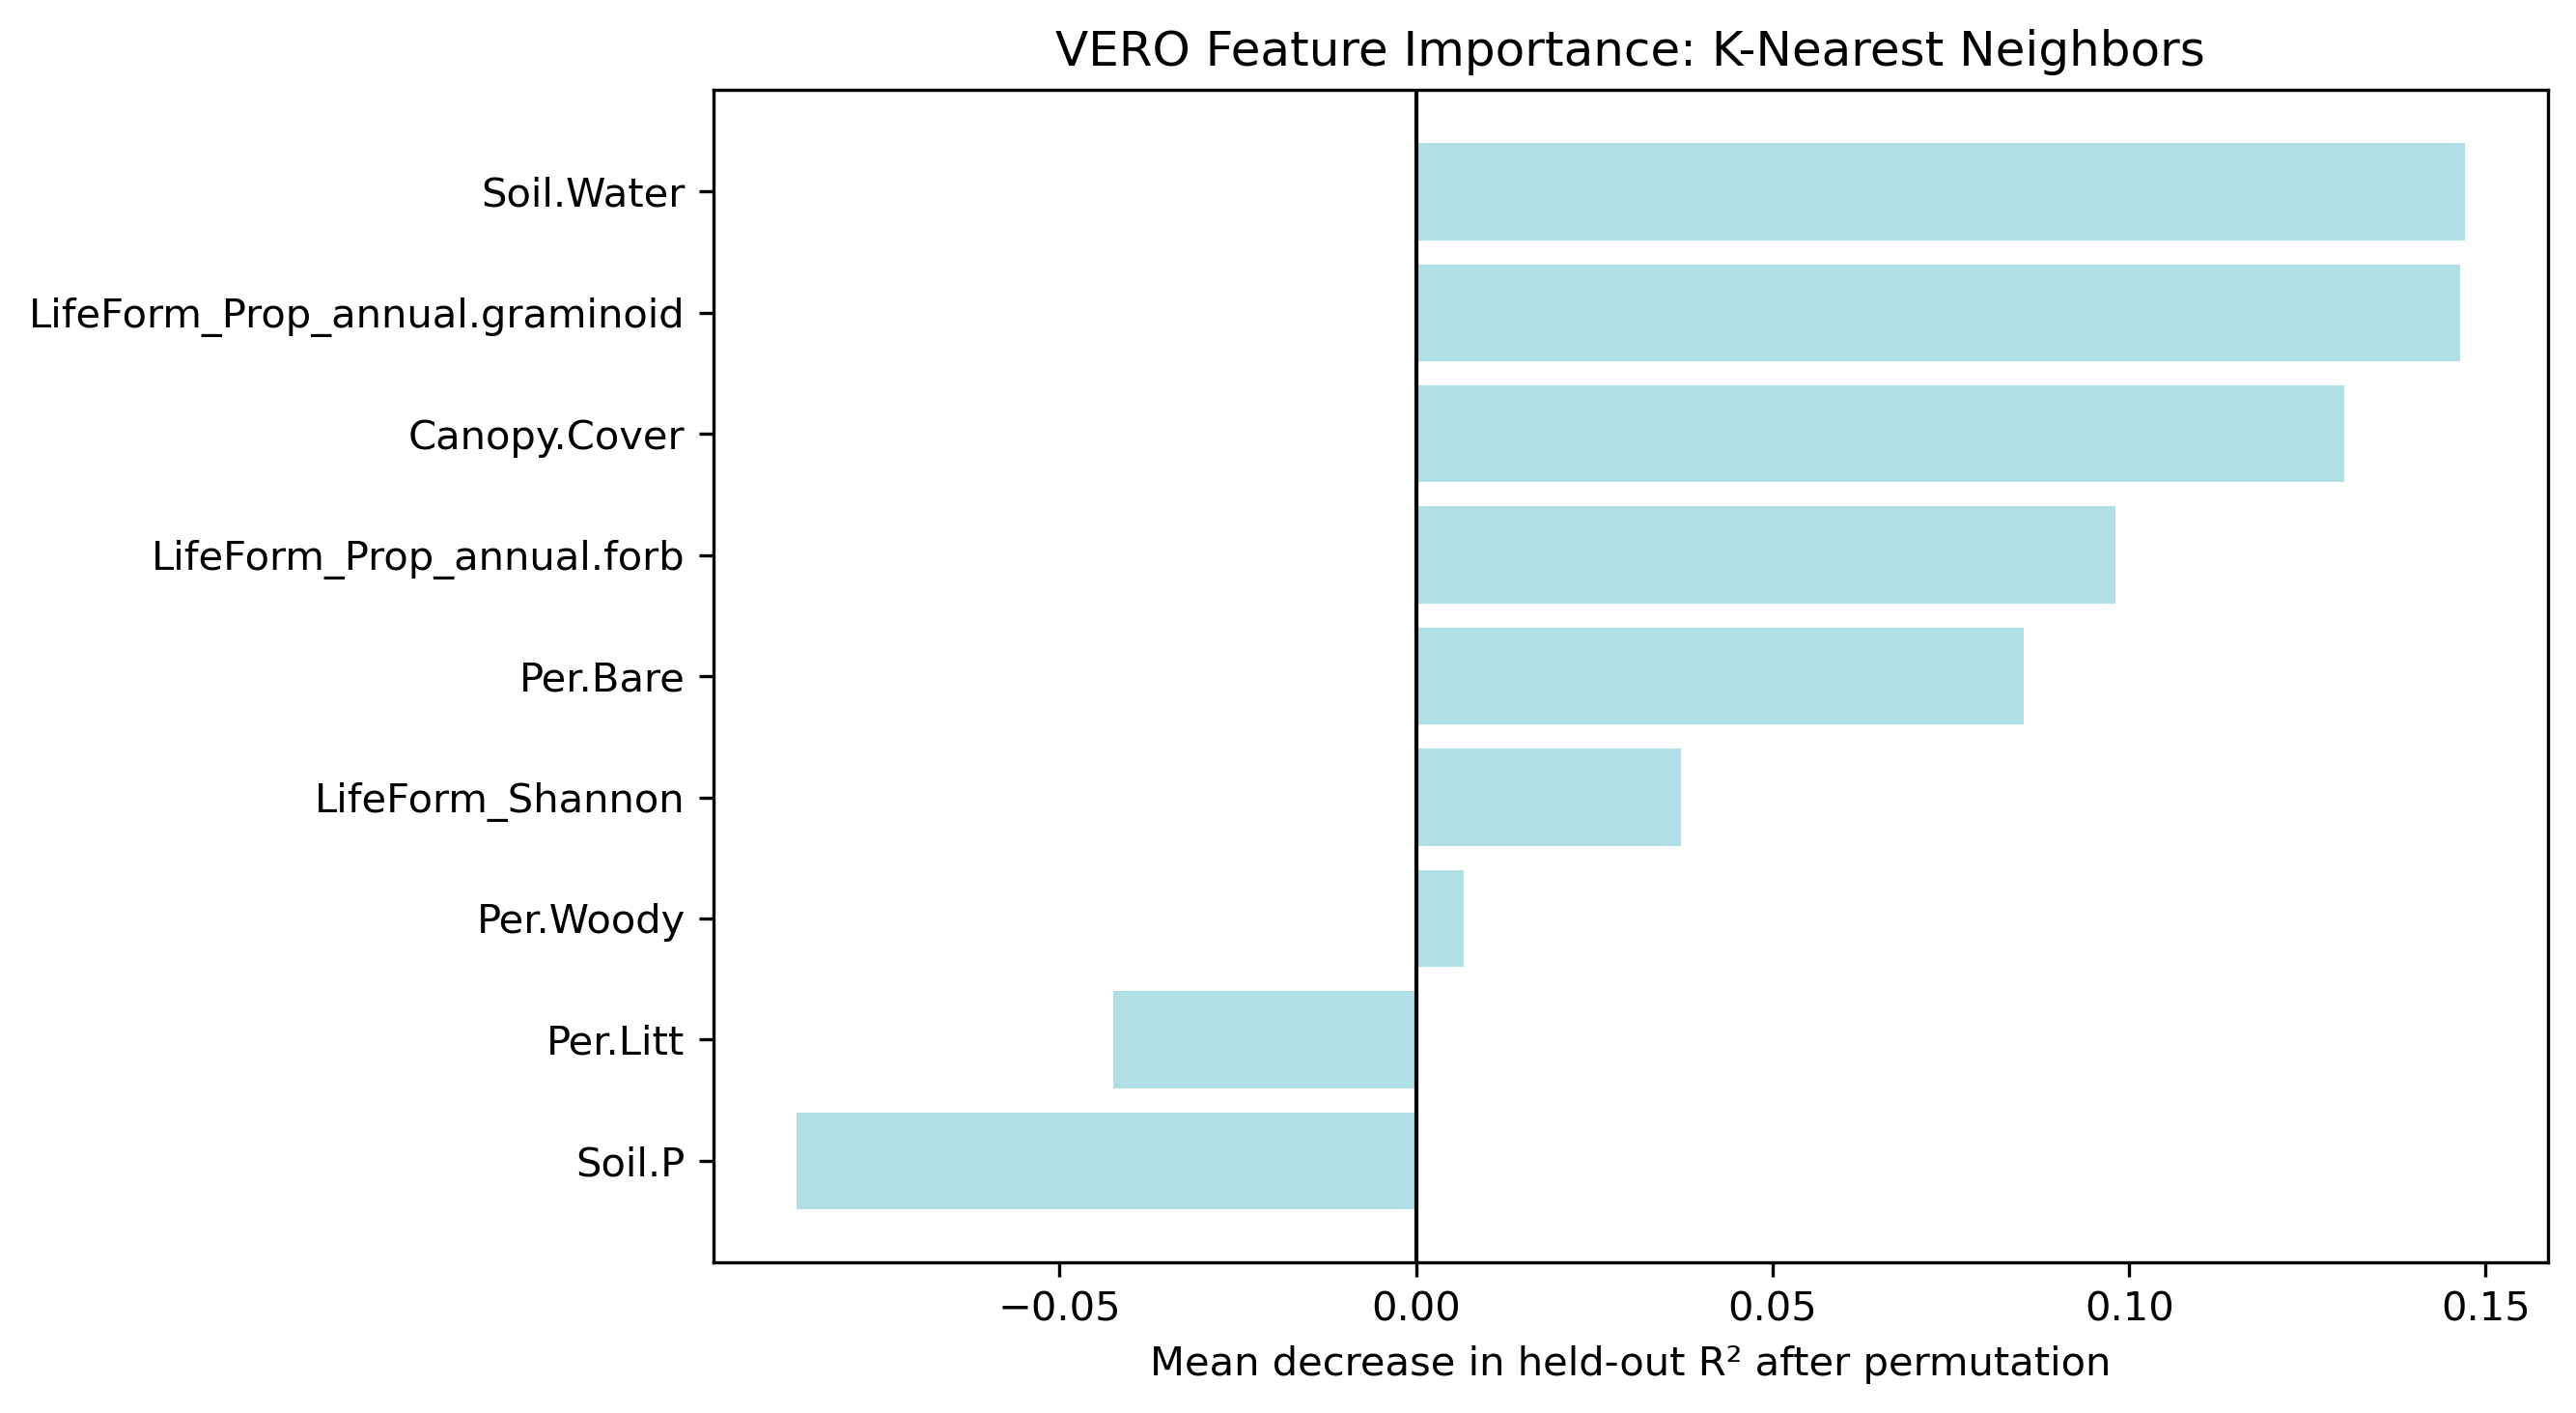 VERO Feature Importance: K-Nearest Neighbors
Soil.Water
LifeForm_Prop_annual.graminoid
Canopy.Cover
LifeForm_Prop_annual.forb
Per.Bare
LifeForm_Shannon
Per.Woody
Per.Litt
Soil.P
−0.05 0.00 0.05 0.10 0.15
Mean decrease in held-out R² after permutation